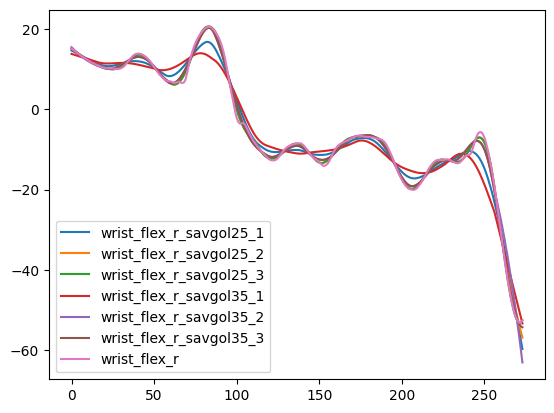 20
0
−20
−40
−60
wrist_flex_r_savgol25_1
wrist_flex_r_savgol25_2
wrist_flex_r_savgol25_3
wrist_flex_r_savgol35_1
wrist_flex_r_savgol35_2
wrist_flex_r_savgol35_3
wrist_flex_r
0 50 100 150 200 250